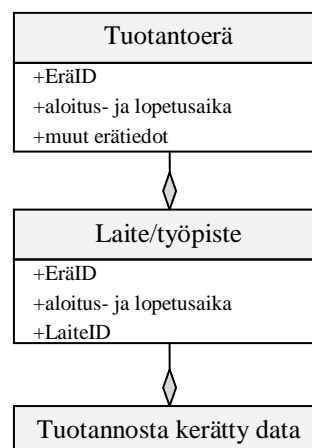 Tuotantoerä
+EräID
+aloitus- ja lopetusaika
+muut erätiedot
Laite/työpiste
+EräID
+aloitus- ja lopetusaika
+LaiteID
Tuotannosta kerätty data